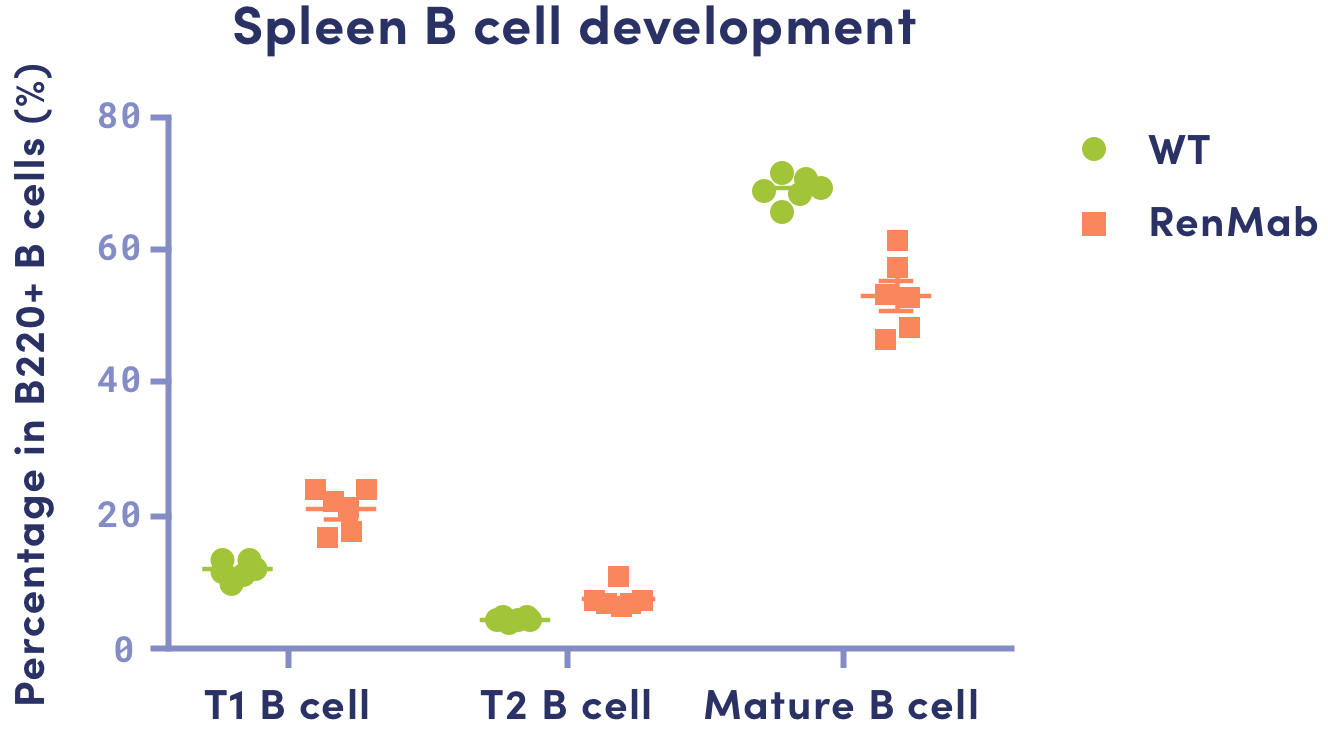 Spleen B cell development
Percentage in B220+ B cells (%)
80
60
40
20
0
T1 B cell
T2 B cell
Mature B cell
WT
RenMab